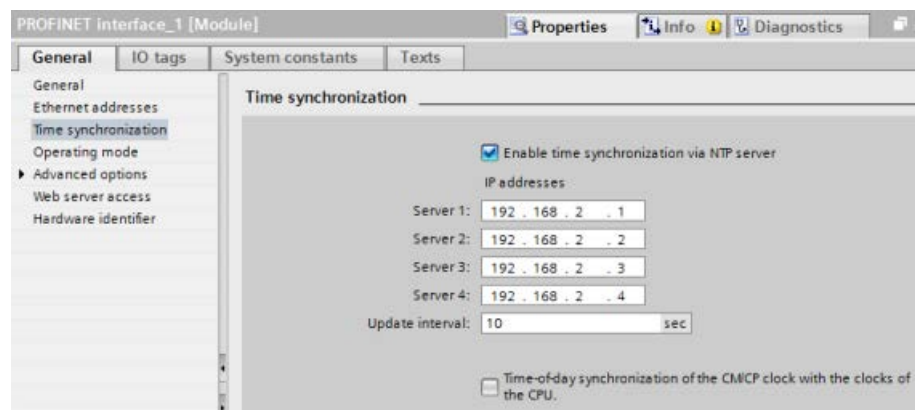 PROFINET interface_1 [Module]
Properties
Info
Diagnostics
General
IO tags
System constants
Texts
General
Ethernet addresses
Time synchronization
Operating mode
Advanced options
Web server access
Hardware identifier
Time synchronization
Enable time synchronization via NTP server
IP addresses
Server 1: 192 . 168 . 2 . 1
Server 2: 192 . 168 . 2 . 2
Server 3: 192 . 168 . 2 . 3
Server 4: 192 . 168 . 2 . 4
Update interval: 10 sec
Time-of-day synchronization of the CM/CP clock with the clocks of
the CPU.